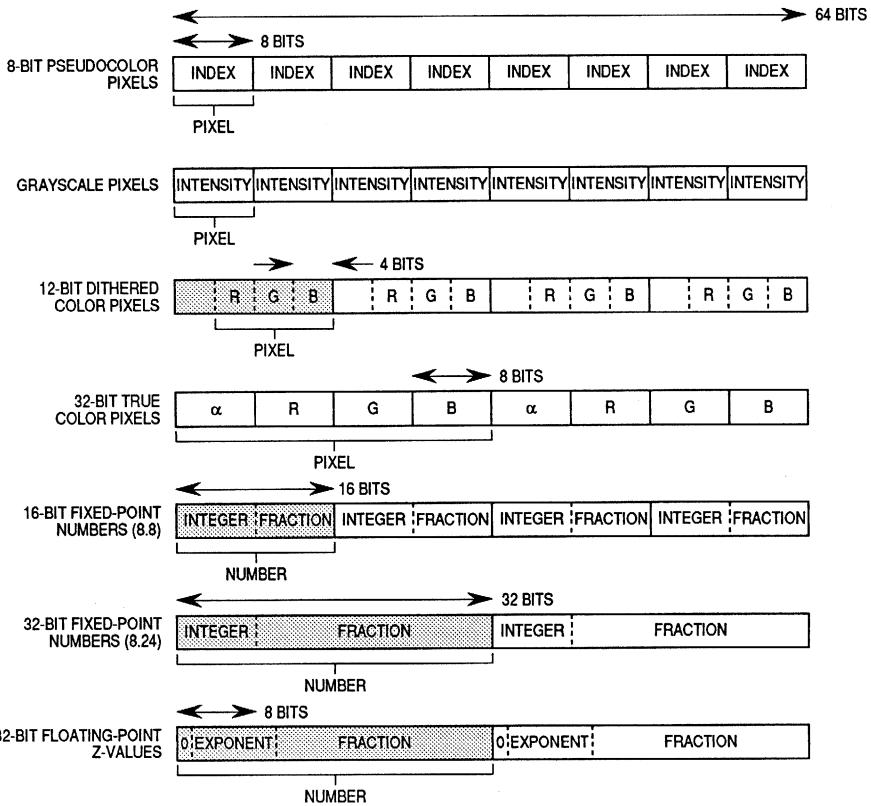 64 BITS
8 BITS
8-BIT PSEUDOCOLOR
PIXELS
INDEX INDEX INDEX INDEX INDEX INDEX INDEX INDEX
PIXEL
GRAYSCALE PIXELS
INTENSITY INTENSITY INTENSITY INTENSITY INTENSITY INTENSITY INTENSITY INTENSITY
PIXEL
4 BITS
12-BIT DITHERED
COLOR PIXELS
R G B R G B R G B R G B
PIXEL
8 BITS
32-BIT TRUE
COLOR PIXELS
α R G B α R G B
PIXEL
16 BITS
16-BIT FIXED-POINT
NUMBERS (8.8)
INTEGER FRACTION INTEGER FRACTION INTEGER FRACTION INTEGER FRACTION
NUMBER
32 BITS
32-BIT FIXED-POINT
NUMBERS (8.24)
INTEGER FRACTION INTEGER FRACTION
NUMBER
8 BITS
32-BIT FLOATING-POINT
Z-VALUES
0 EXPONENT FRACTION 0 EXPONENT FRACTION
NUMBER